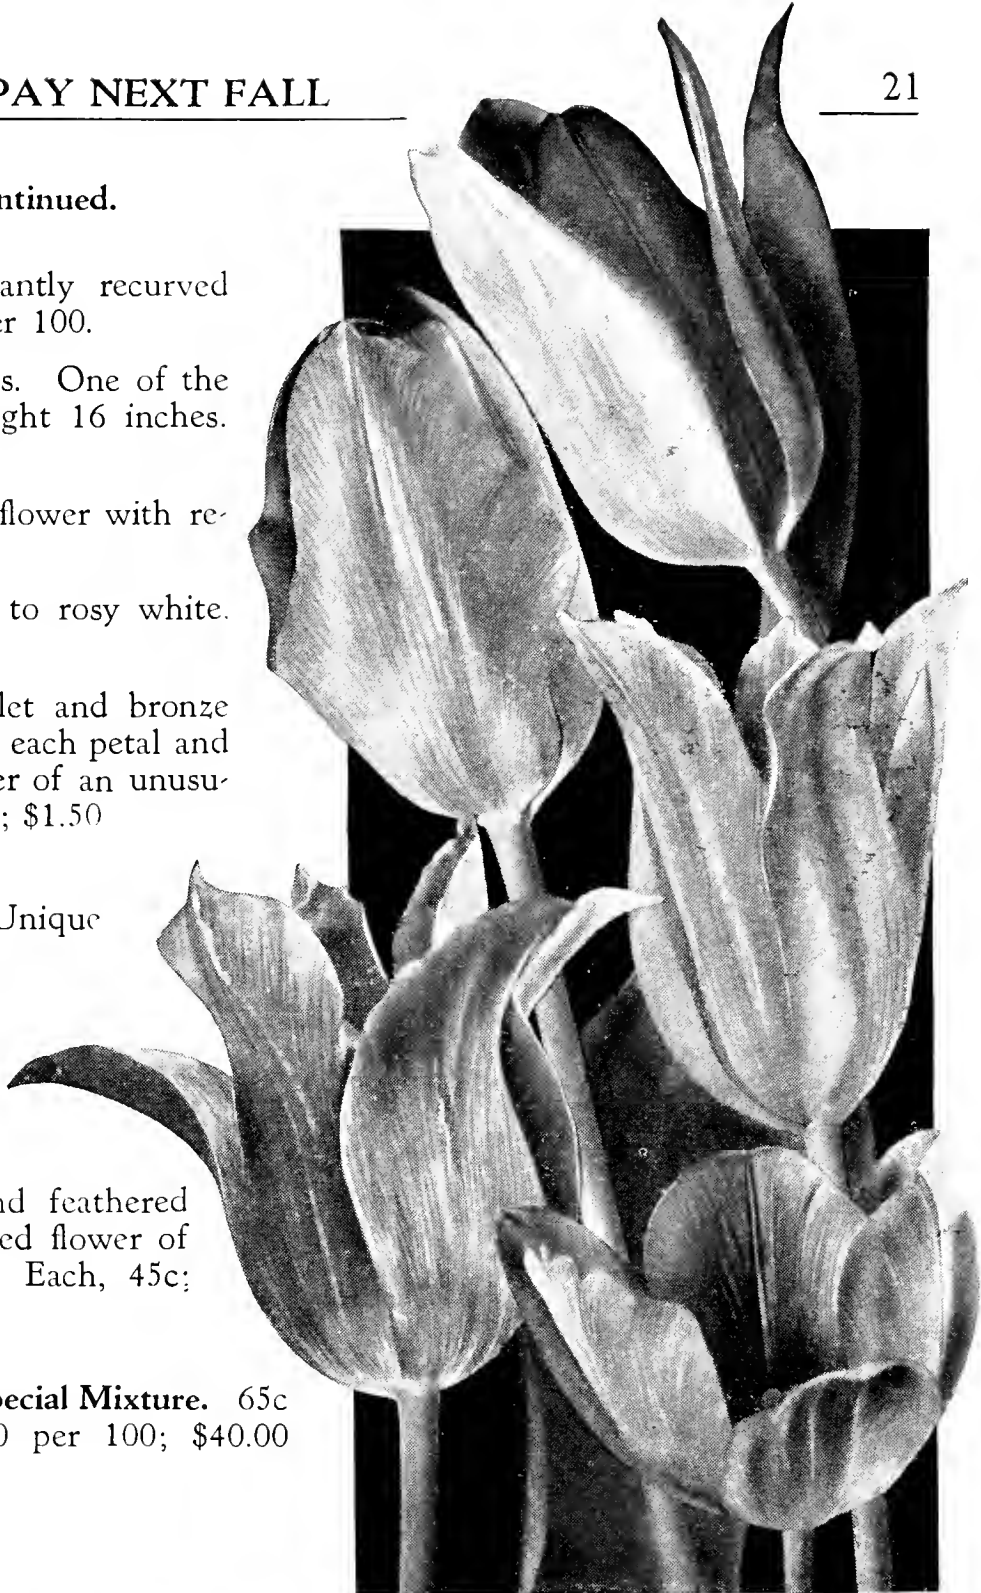 PAY NEXT FALL
21
ntinued.
antly recurved
er 100.
s. One of the
ght 16 inches.
flower with re-
to rosy white.
let and bronze
each petal and
er of an unusu-
; $1.50
Unique
nd feathered
ed flower of
Each, 45c;
pecial Mixture. 65c
0 per 100; $40.00